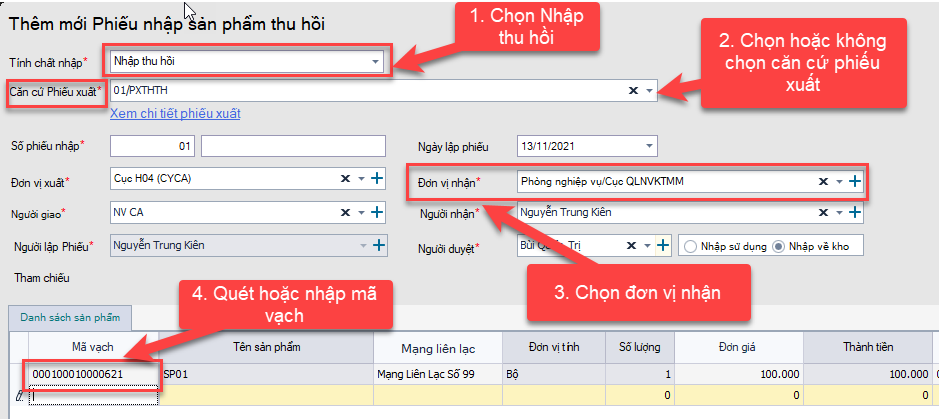 Thêm mới Phiếu nhập sản phẩm thu hồi
1. Chọn Nhập
thu hồi
Tính chất nhập*
Nhập thu hồi
2. Chọn hoặc không
chọn căn cứ phiếu
xuất
Căn cứ Phiếu xuất*
01/PXTHTH
Xem chi tiết phiếu xuất
Số phiếu nhập*
01
Ngày lập phiếu
13/11/2021
Đơn vị xuất*
Cục H04 (CYCA)
Đơn vị nhận*
Phòng nghiệp vụ/Cục QLNVKTMM
Người giao*
NV CA
Người nhận*
Nguyễn Trung Kiên
Người lập Phiếu*
Nguyễn Trung Kiên
Người duyệt*
Bùi Trị
Nhập sử dụng
Nhập về kho
Tham chiếu
4. Quét hoặc nhập mã
vạch
3. Chọn đơn vị nhận
Danh sách sản phẩm
Mã vạch Tên sản phẩm Mạng liên lạc Đơn vị tính Số lượng Đơn giá Thành tiền
000100010000621 SP01 Mạng Liên Lạc Số 99 Bộ 1 100.000 100.000 0
0 0 0